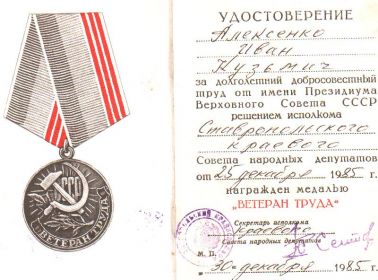 СССР
ВЕТЕРАН ТРУДА
УДОСТОВЕРЕНИЕ
Алексенко
Иван
Кузьмич
за долголетний добросовестный
труд от имени Президиума
Верховного Совета СССР
решением исполкома
Ставропольского
краевого
Совета народных депутатов
от 25 декабря 1985 г.
награжден медалью
"ВЕТЕРАН ТРУДА"
Секретарь исполкома
краевого
Совета народных депутатов
М. П.
"30" декабря 1985 г.